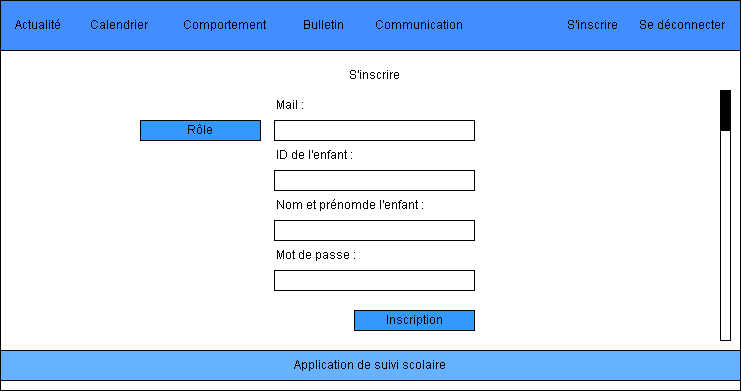 Actualité Calendrier Comportement Bulletin Communication S'inscrire Se déconnecter
S'inscrire
Mail :
Rôle
ID de l'enfant :
Nom et prénomde l'enfant :
Mot de passe :
Inscription
Application de suivi scolaire